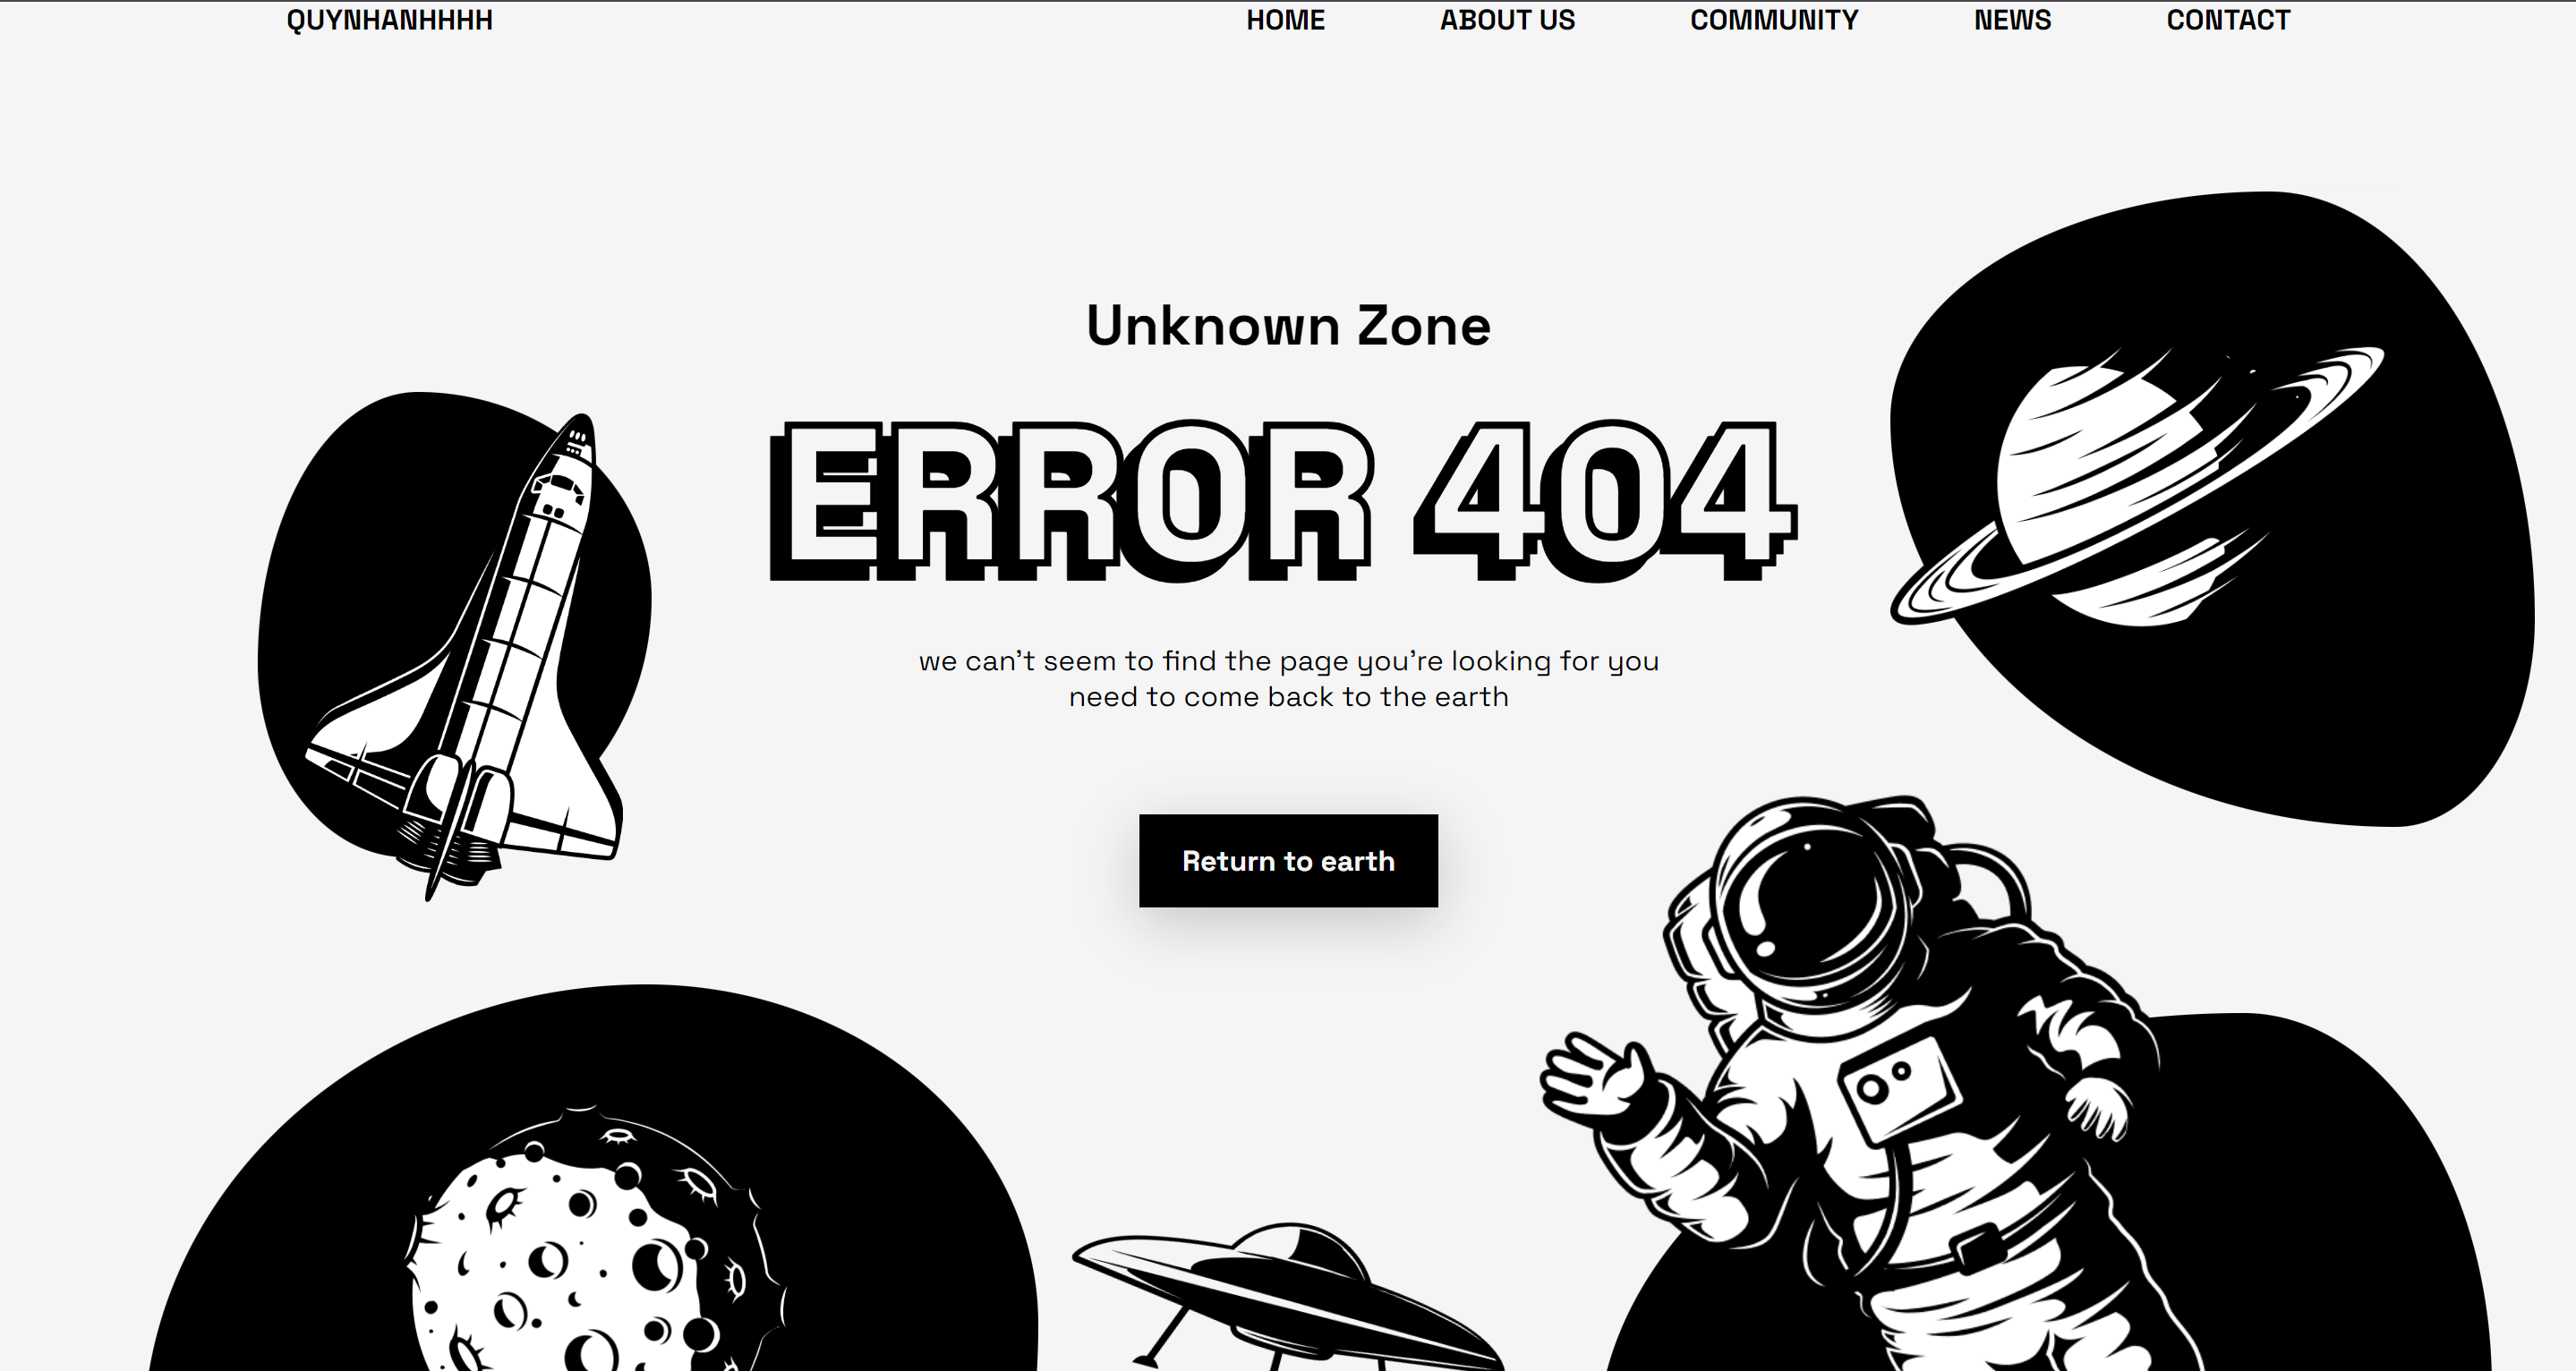 QUYNHANHHHH HOME ABOUT US COMMUNITY NEWS CONTACT
Unknown Zone
ERROR 404
we can’t seem to find the page you’re looking for you
need to come back to the earth
Return to earth